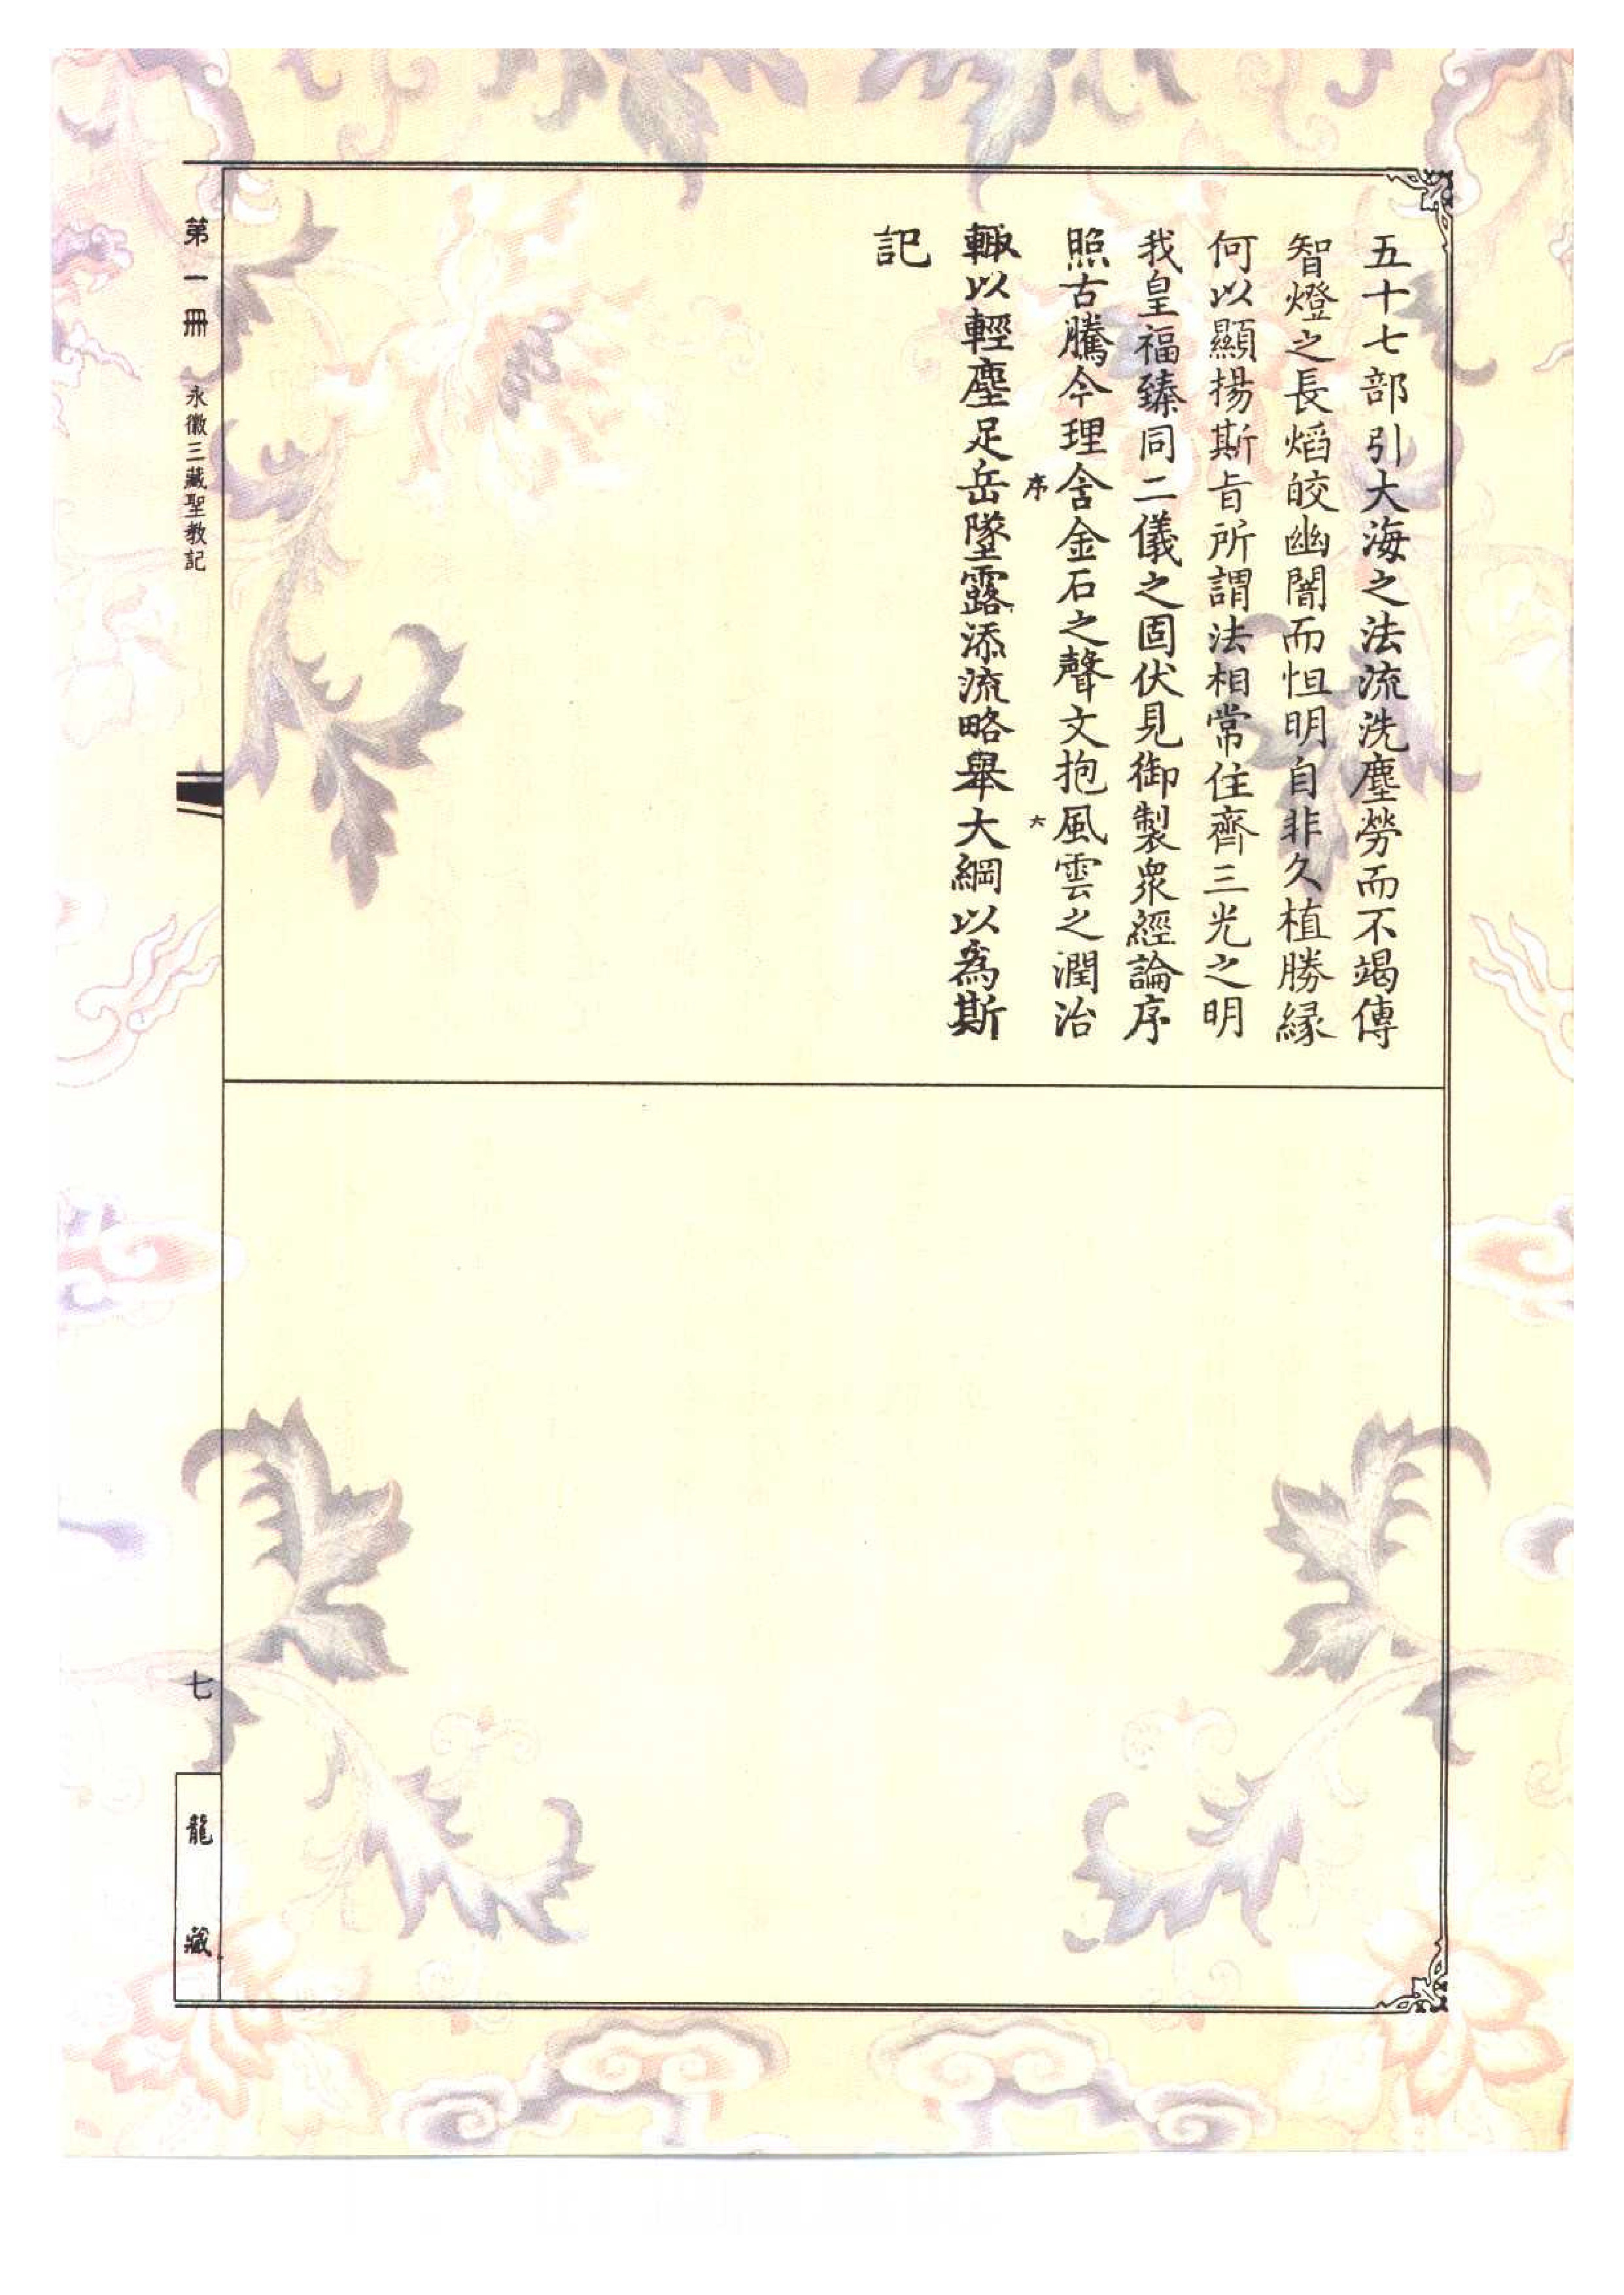 五十七部引大海之法流洗塵勞而不竭傳
智燈之長焰皎幽闇而恒明自非久植勝緣
何以顯揚斯旨所謂法相常住齊三光之明
我皇福臻同二儀之固伏見御製衆經論序
照古騰今理含金石之聲文抱風雲之潤治
序 六
輒以輕塵足岳墜露添流略舉大綱以為斯
記
第一冊 永徽三藏聖教記 七
龍藏